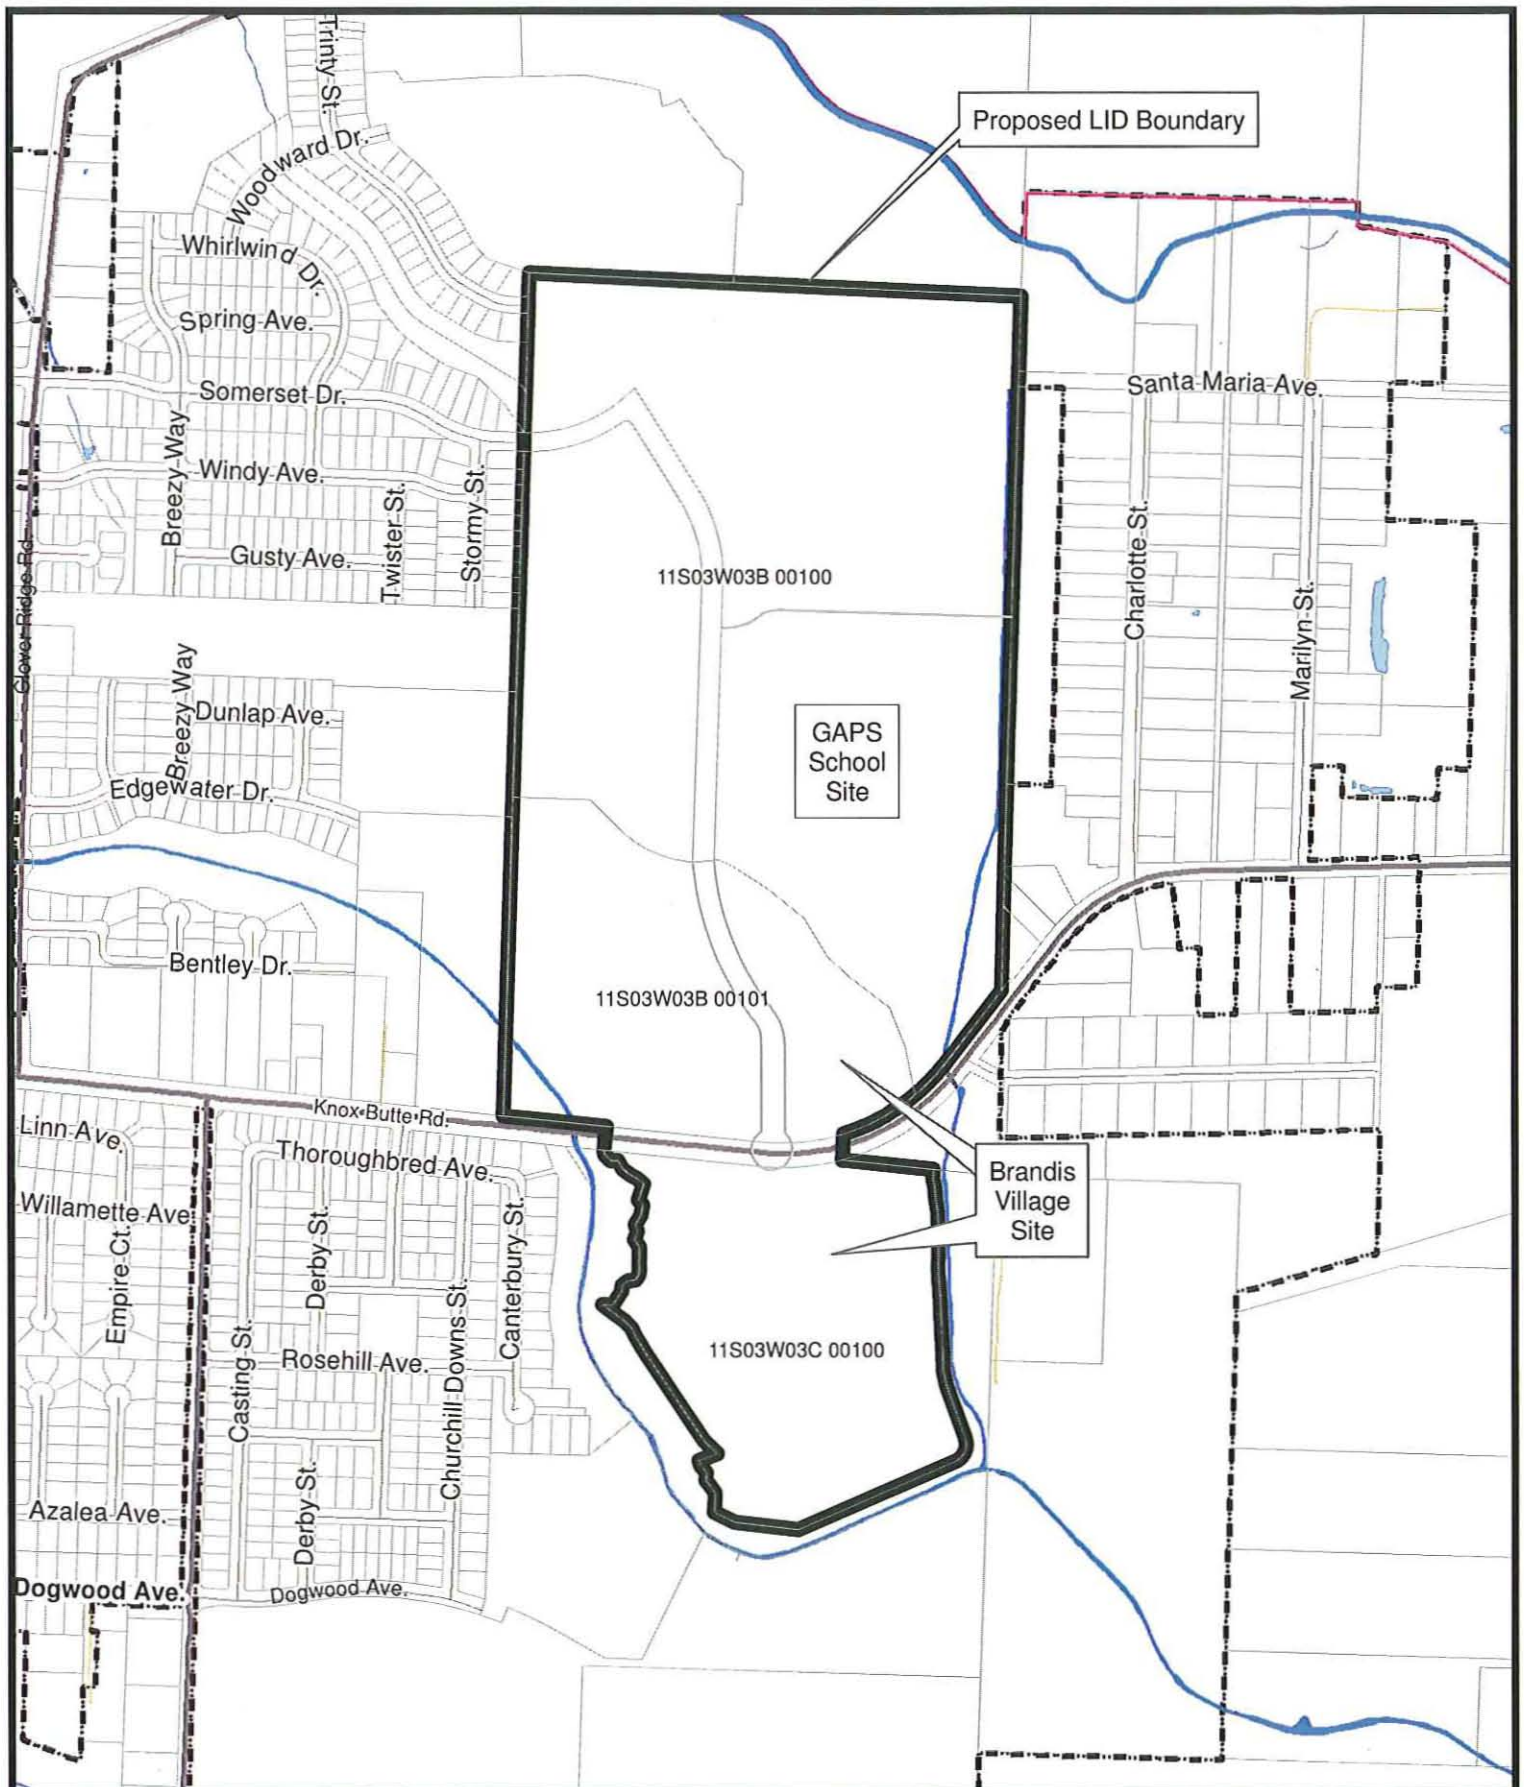 Trinity St.
Proposed LID Boundary
Woodward Dr.
Whirlwind Dr.
Spring Ave.
Somerset Dr.
Santa Maria Ave.
Breezy Way
Windy Ave.
Twister St.
Stormy St.
Gusty Ave.
Charlotte St.
Marilyn St.
11S03W03B 00100
Clover Ridge Rd.
Breezy Way
Dunlap Ave.
GAPS
School
Site
Edgewater Dr.
Bentley Dr.
11S03W03B 00101
Knox Butte Rd.
Linn Ave.
Thoroughbred Ave.
Brandis
Village
Site
Willamette Ave
Empire Ct.
Derby St.
Canterbury St.
Churchill Downs St.
Casting St.
Rosehill Ave.
11S03W03C 00100
Derby St.
Azalea Ave.
Dogwood Ave.
Dogwood Ave.